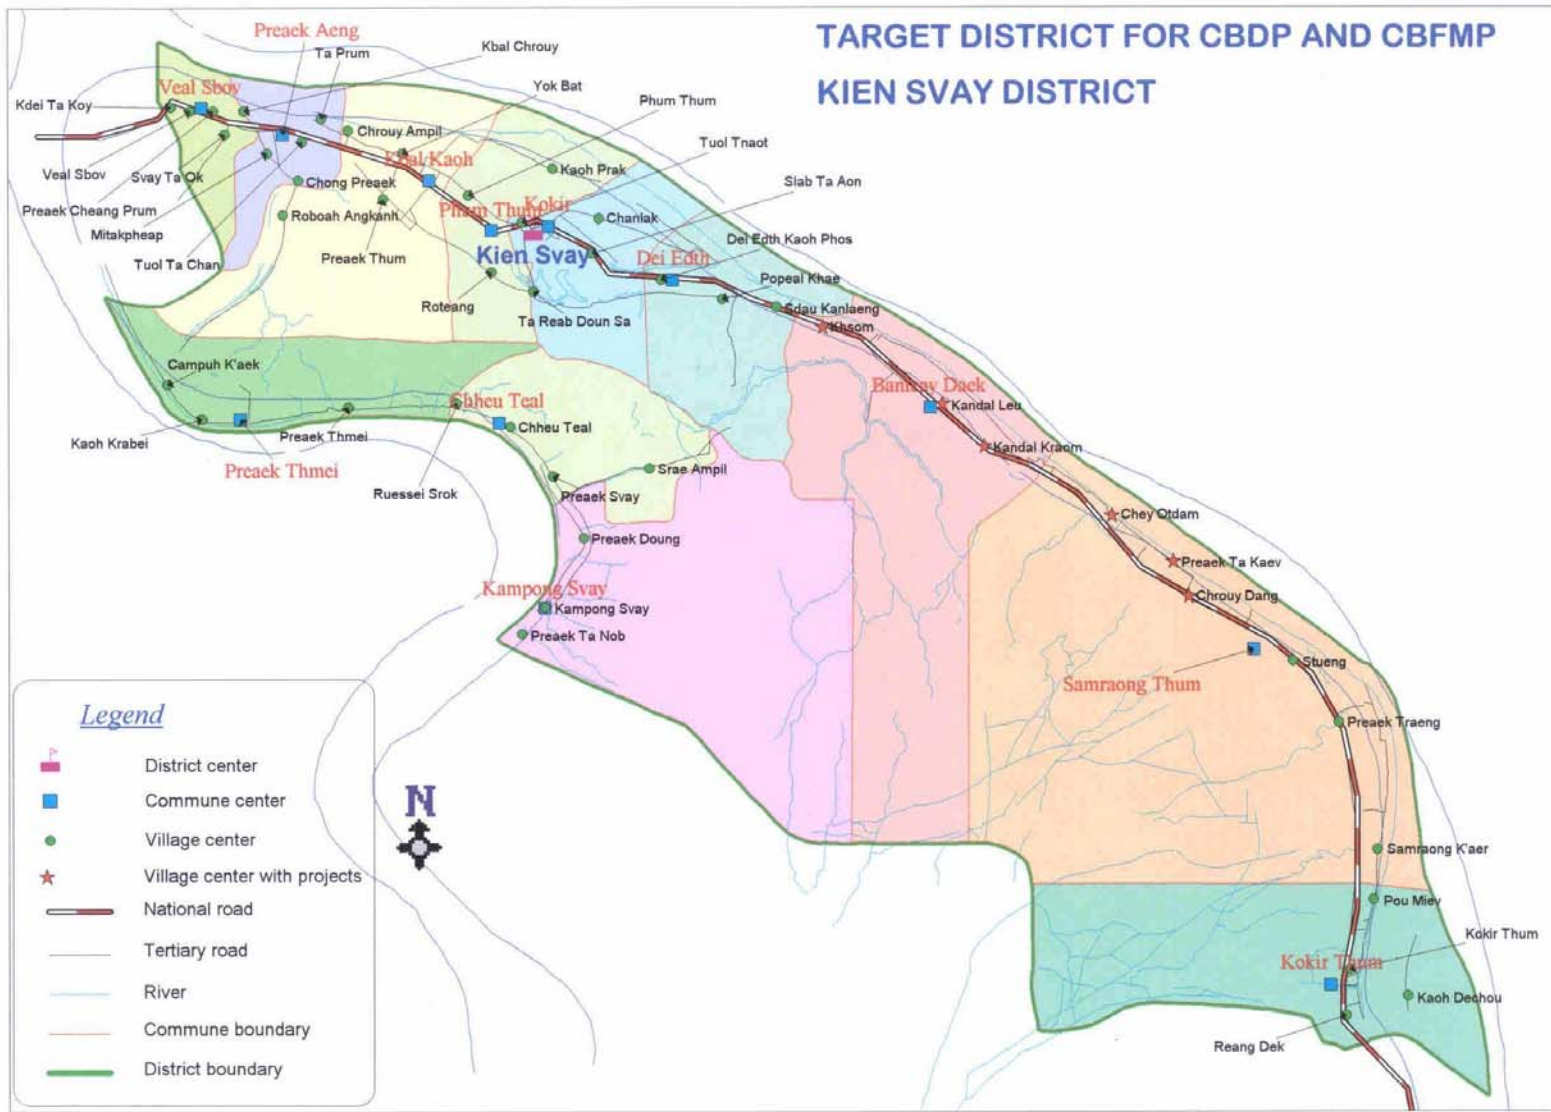 TARGET DISTRICT FOR CBDP AND CBFMP
KIEN SVAY DISTRICT
Preaek Aeng
Ta Prum
Kbal Chrouy
Yok Bat
Phum Thum
Tuol Tnaot
Slab Ta Aon
Dei Edth Kaoh Phos
Popeal Khae
Veal Sbov
Kdei Ta Koy
Veal Sbov
Svay Ta Ok
Preaek Cheang Prum
Mitakpheap
Tuol Ta Chan
Chrouy Ampil
Kbal Kaoh
Chong Preaek
Roboah Angkanh
Preaek Thum
Kaoh Prak
Pham Thum
Kokir
Chanlak
Kien Svay
Dei Edth
Roteang
Ta Reab Doun Sa
Sdau Kanlaeng
Khsom
Campuh K'aek
Chheu Teal
Chheu Teal
Kaoh Krabei
Preaek Thmei
Preaek Thmei
Ruessei Srok
Srae Ampil
Preaek Svay
Banteay Daek
Kandal Leu
Kandal Kraom
Preaek Doung
Chey Otdam
Preaek Ta Kaev
Chrouy Dang
Kampong Svay
Kampong Svay
Preaek Ta Nob
Stueng
Samraong Thum
Preaek Traeng
Samraong K'aer
Pou Miev
Kokir Thum
Kokir Thum
Kaoh Dechou
Reang Dek
N
Legend
District center
Commune center
Village center
Village center with projects
National road
Tertiary road
River
Commune boundary
District boundary